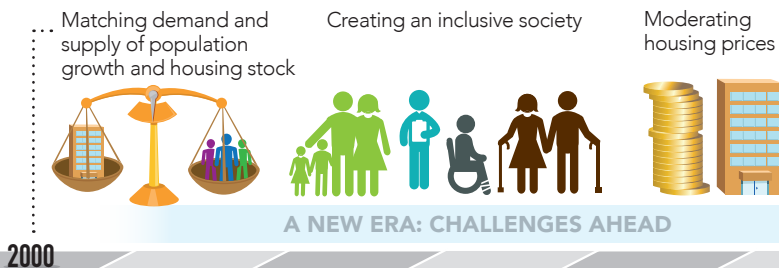 Matching demand and
supply of population
growth and housing stock
Creating an inclusive society
Moderating
housing prices
A NEW ERA: CHALLENGES AHEAD
2000